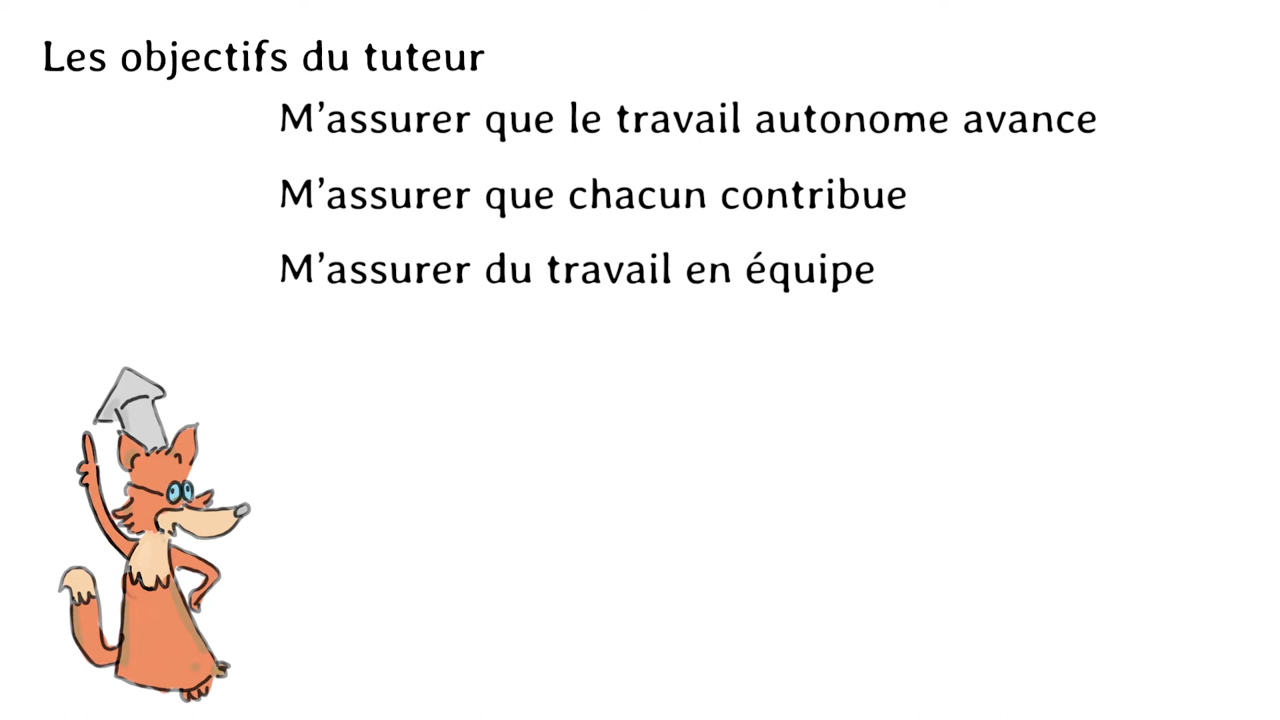 Les objectifs du tuteur
M'assurer que le travail autonome avance
M'assurer que chacun contribue
M'assurer du travail en équipe